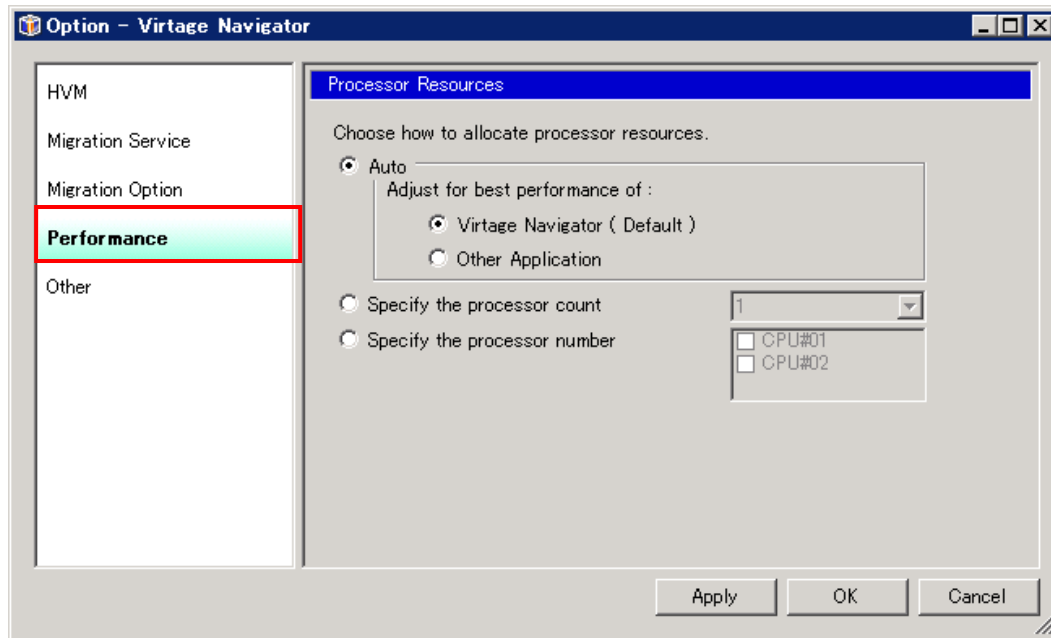 Option - Virtage Navigator
HVM
Migration Service
Migration Option
Performance
Other
Processor Resources
Choose how to allocate processor resources.
Auto
Adjust for best performance of :
Virtage Navigator ( Default )
Other Application
Specify the processor count
1
Specify the processor number
CPU#01
CPU#02
Apply
OK
Cancel